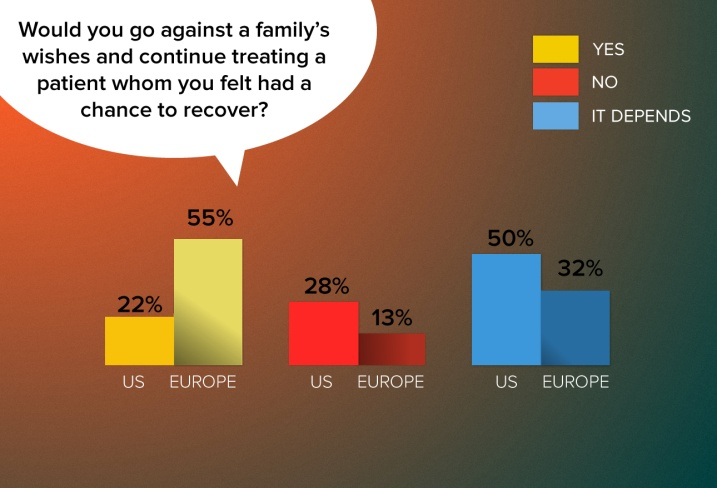 Would you go against a family’s
wishes and continue treating a
patient whom you felt had a
chance to recover?
YES
NO
IT DEPENDS
22%
55%
US
EUROPE
28%
13%
US
EUROPE
50%
32%
US
EUROPE